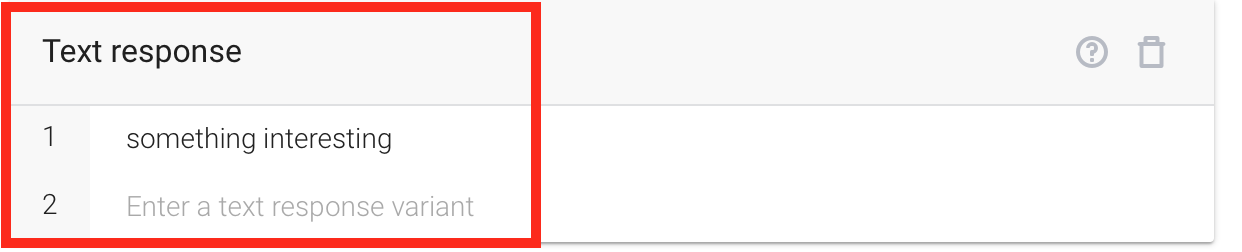 Text response
1 something interesting
2 Enter a text response variant